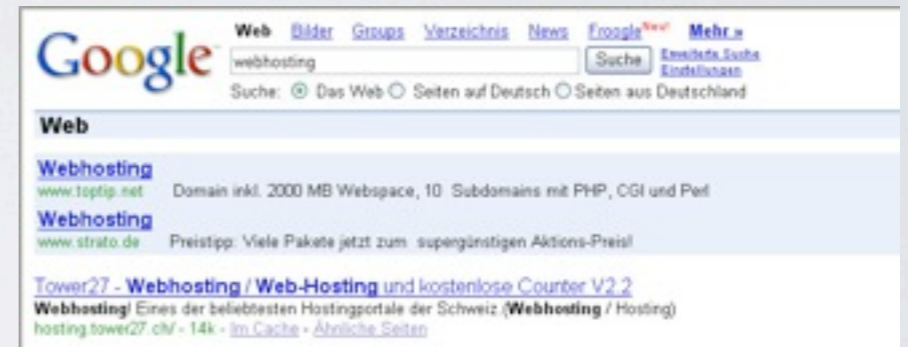 Google Web Bilder Groups Verzeichnis News Froogle New! Mehr »
webhosting Suche Erweiterte Suche
Einstellungen
Suche: Das Web Seiten auf Deutsch Seiten aus Deutschland
Web
Webhosting
www.toptip.net Domain inkl. 2000 MB Webspace, 10 Subdomains mit PHP, CGI und Perl
Webhosting
www.strato.de Preistipp: Viele Pakete jetzt zum supergünstigen Aktions-Preis!
Tower27 - Webhosting / Web-Hosting und kostenlose Counter V2.2
Webhosting! Eines der beliebtesten Hostingportale der Schweiz.(Webhosting / Hosting)
hosting.tower27.ch/ - 14k - Im Cache - Ähnliche Seiten